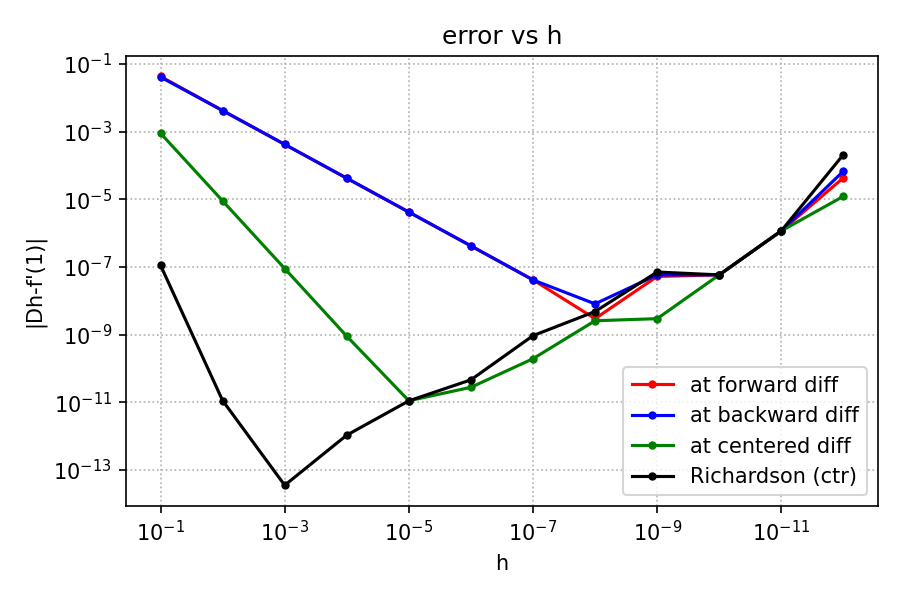 error vs h
|Dh-f'(1)|
10⁻¹
10⁻³
10⁻⁵
10⁻⁷
10⁻⁹
10⁻¹¹
10⁻¹³
at forward diff
at backward diff
at centered diff
Richardson (ctr)
10⁻¹ 10⁻³ 10⁻⁵ 10⁻⁷ 10⁻⁹ 10⁻¹¹
h